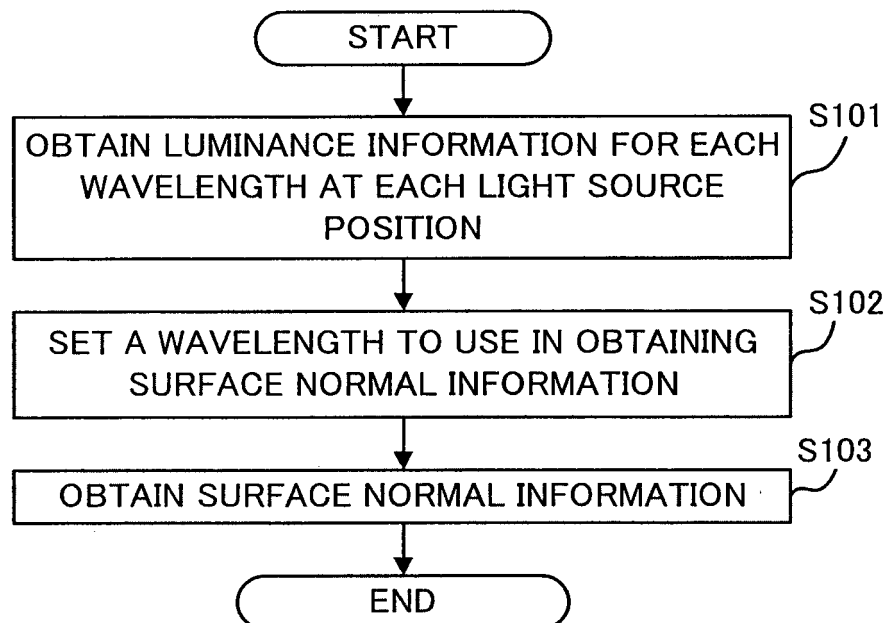 START
S101
OBTAIN LUMINANCE INFORMATION FOR EACH
WAVELENGTH AT EACH LIGHT SOURCE
POSITION
S102
SET A WAVELENGTH TO USE IN OBTAINING
SURFACE NORMAL INFORMATION
S103
OBTAIN SURFACE NORMAL INFORMATION
END